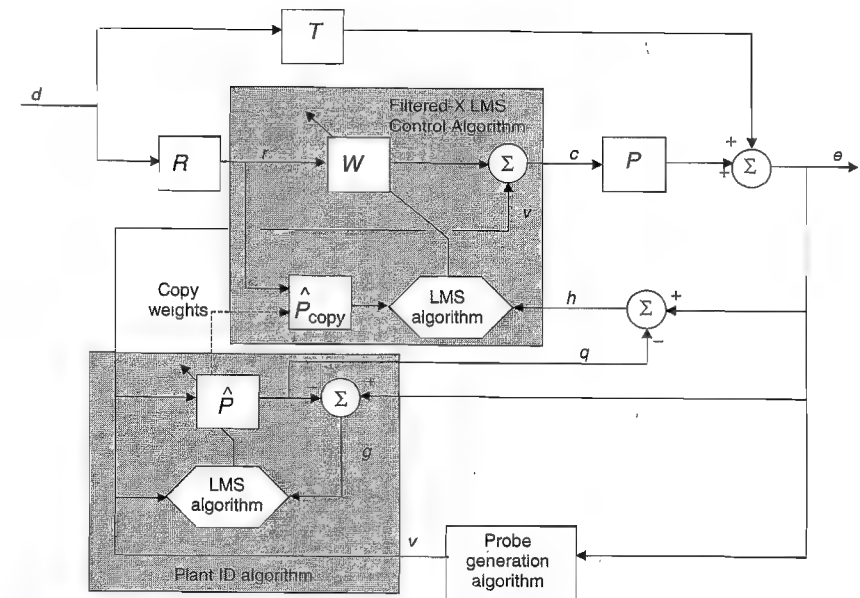 T
d
Filtered-X LMS
Control Algorithm
R
r
W
Σ
c
P
+
+
Σ
e
v
Copy
weights
P̂copy
LMS
algorithm
h
Σ
+
−
q
P̂
−
Σ
+
g
LMS
algorithm
v
Probe
generation
algorithm
Plant ID algorithm